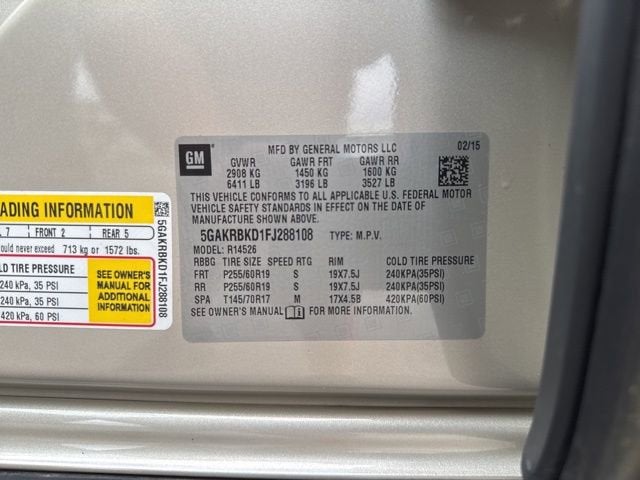 GM
MFD BY GENERAL MOTORS LLC 02/15
GVWR GAWR FRT GAWR RR
2908 KG 1450 KG 1600 KG
6411 LB 3196 LB 3527 LB
THIS VEHICLE CONFORMS TO ALL APPLICABLE U.S. FEDERAL MOTOR
VEHICLE SAFETY STANDARDS IN EFFECT ON THE DATE OF
MANUFACTURE SHOWN ABOVE.
5GAKRBKD1FJ288108 TYPE: M.P.V.
MODEL: R14526
RBBG TIRE SIZE SPEED RTG RIM COLD TIRE PRESSURE
FRT P255/60R19 S 19X7.5J 240KPA(35PSI)
RR P255/60R19 S 19X7.5J 240KPA(35PSI)
SPA T145/70R17 M 17X4.5B 420KPA(60PSI)
SEE OWNER'S MANUAL FOR MORE INFORMATION.
ADING INFORMATION
7 FRONT 2 REAR 5
ould never exceed 713 kg or 1572 lbs.
LD TIRE PRESSURE
240 kPa, 35 PSI
240 kPa, 35 PSI
420 kPa, 60 PSI
SEE OWNER'S
MANUAL FOR
ADDITIONAL
INFORMATION
5GAKRBKD1FJ288108